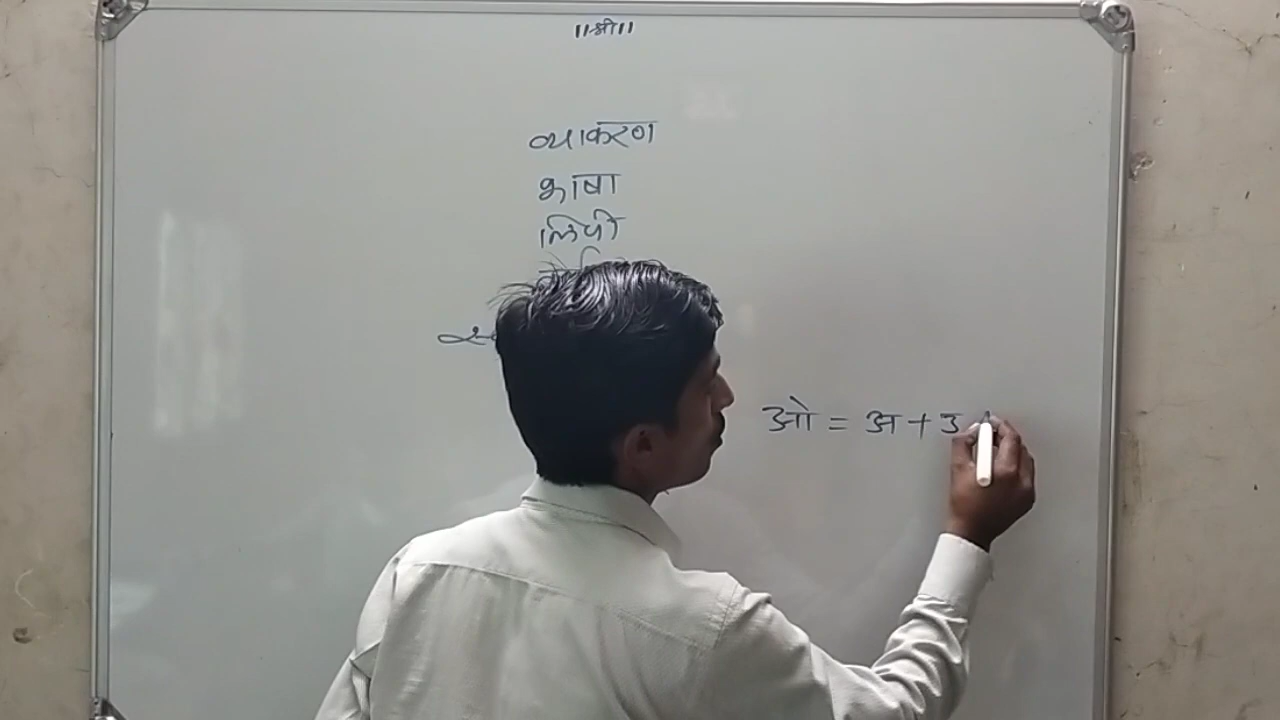 ॥श्री॥
व्याकरण
भाषा
लिपी
ओ = अ + उ